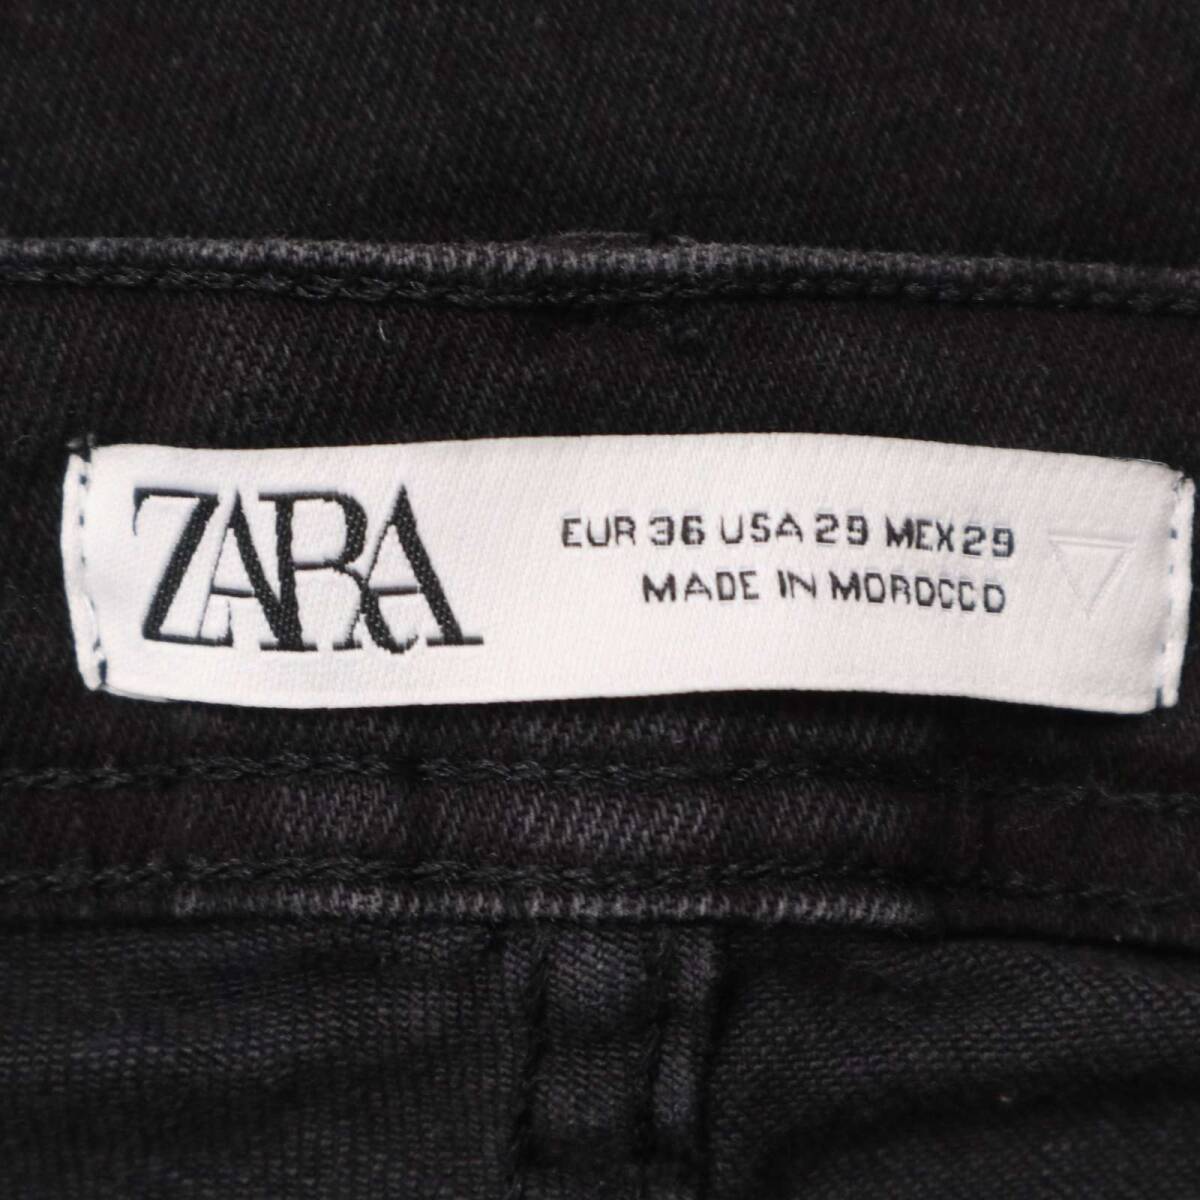 ZARA
EUR 36 USA 29 MEX 29
MADE IN MOROCCO